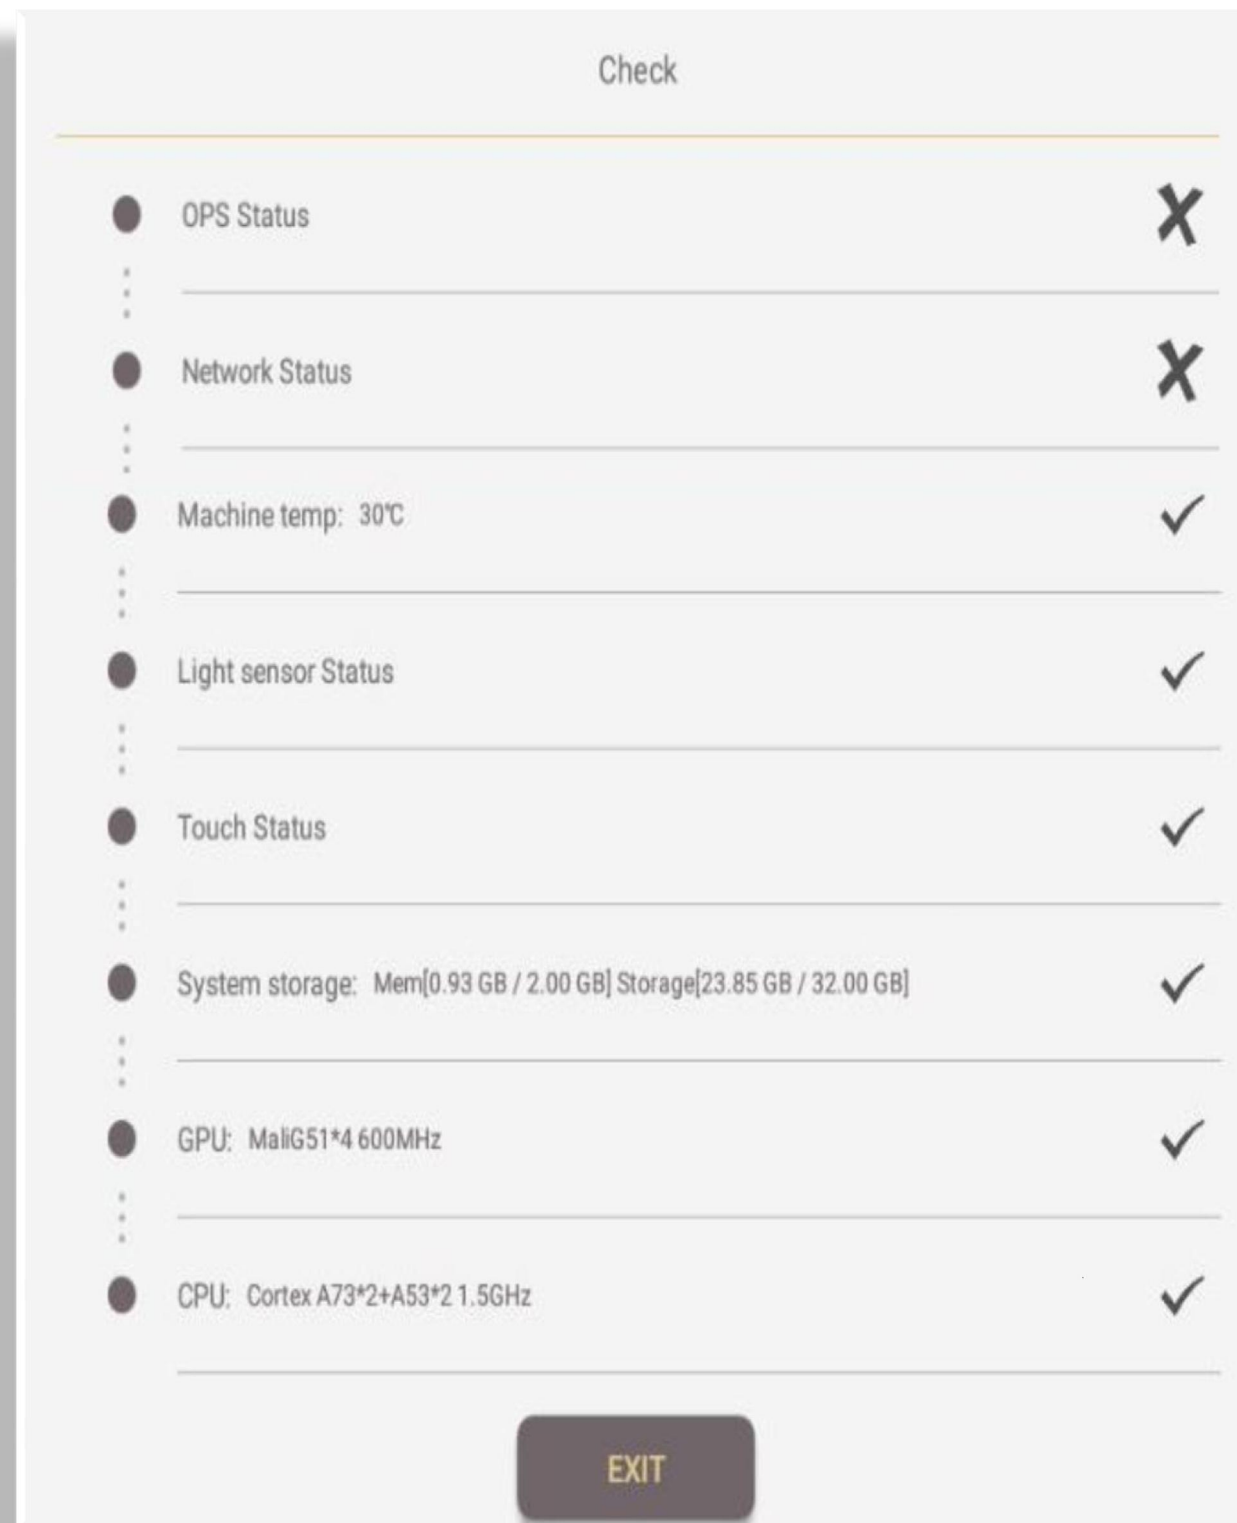 Check
OPS Status ✗
Network Status ✗
Machine temp: 30℃ ✓
Light sensor Status ✓
Touch Status ✓
System storage: Mem[0.93 GB / 2.00 GB] Storage[23.85 GB / 32.00 GB] ✓
GPU: MaliG51*4 600MHz ✓
CPU: Cortex A73*2+A53*2 1.5GHz ✓
EXIT